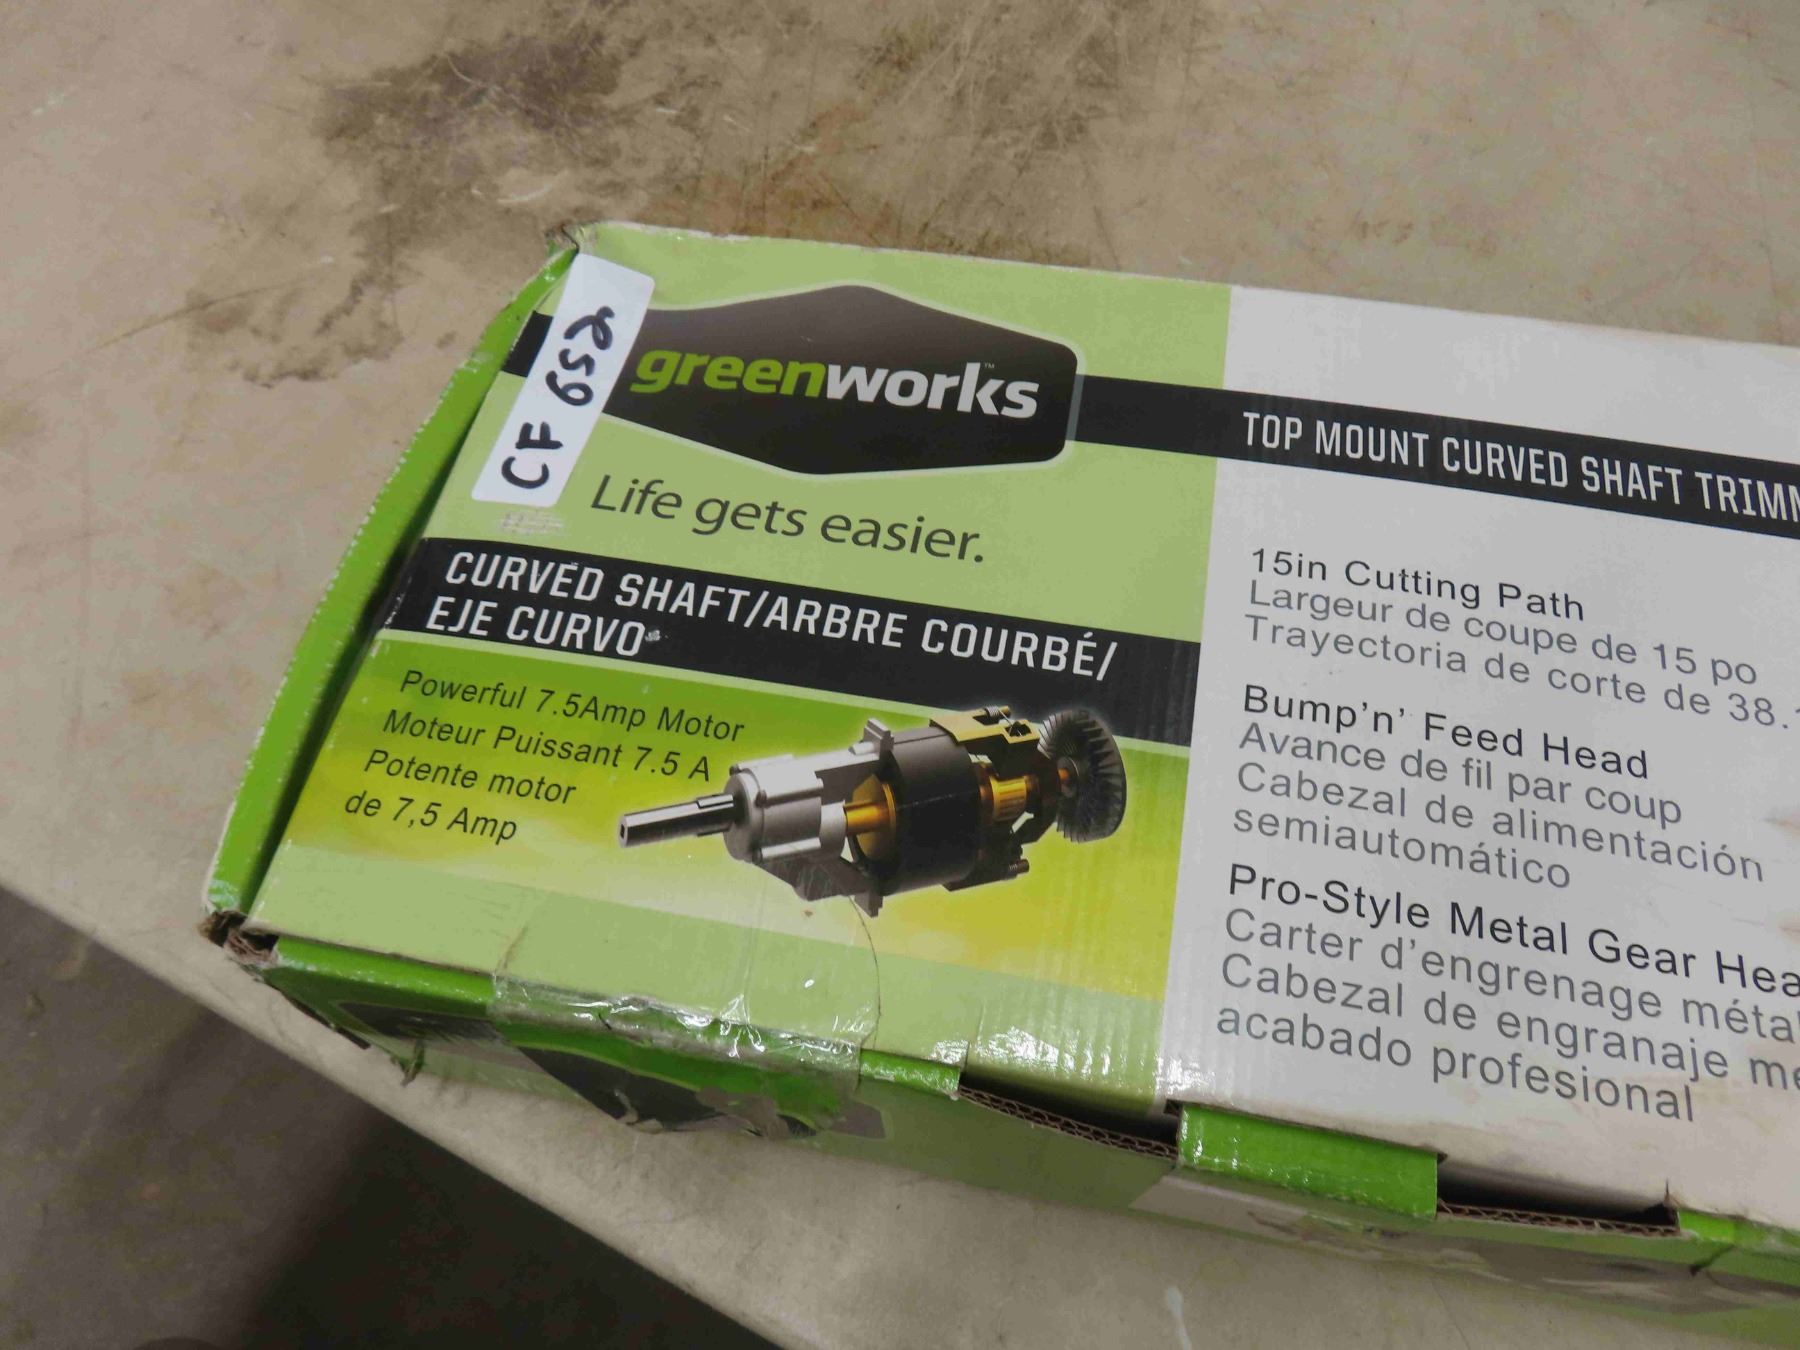 CF 652
greenworks™
Life gets easier.
CURVED SHAFT/ARBRE COURBÉ/
EJE CURVO
Powerful 7.5Amp Motor
Moteur Puissant 7.5 A
Potente motor
de 7,5 Amp
TOP MOUNT CURVED SHAFT TRIMM
15in Cutting Path
Largeur de coupe de 15 po
Trayectoria de corte de 38.
Bump'n' Feed Head
Avance de fil par coup
Cabezal de alimentación
semiautomático
Pro-Style Metal Gear Hea
Carter d'engrenage métal
Cabezal de engranaje me
acabado profesional